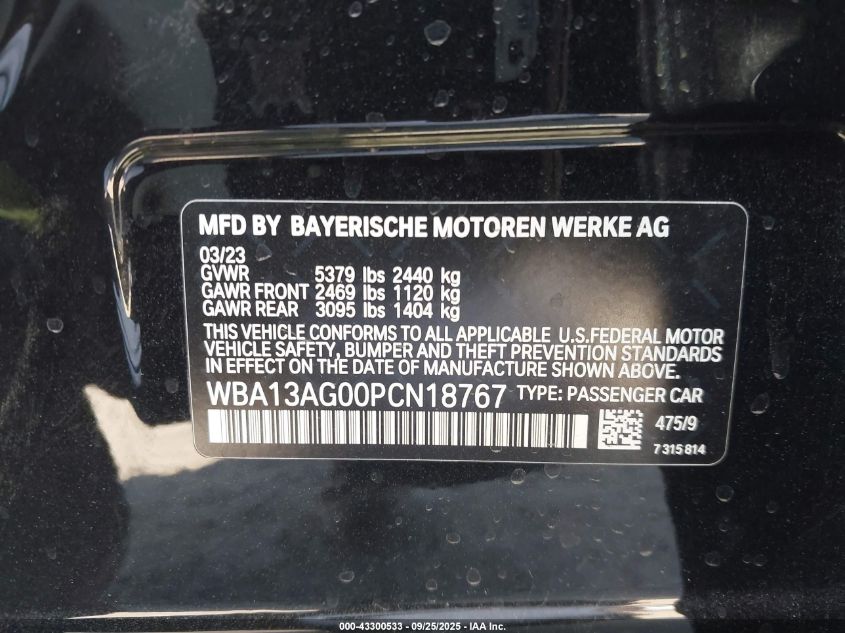 MFD BY BAYERISCHE MOTOREN WERKE AG
03/23
GVWR 5379 lbs 2440 kg
GAWR FRONT 2469 lbs 1120 kg
GAWR REAR 3095 lbs 1404 kg
THIS VEHICLE CONFORMS TO ALL APPLICABLE U.S.FEDERAL MOTOR
VEHICLE SAFETY, BUMPER AND THEFT PREVENTION STANDARDS
IN EFFECT ON THE DATE OF MANUFACTURE SHOWN ABOVE.
WBA13AG00PCN18767 TYPE: PASSENGER CAR
475/9
7 315 814
000-43300533 - 09/25/2025 - IAA Inc.